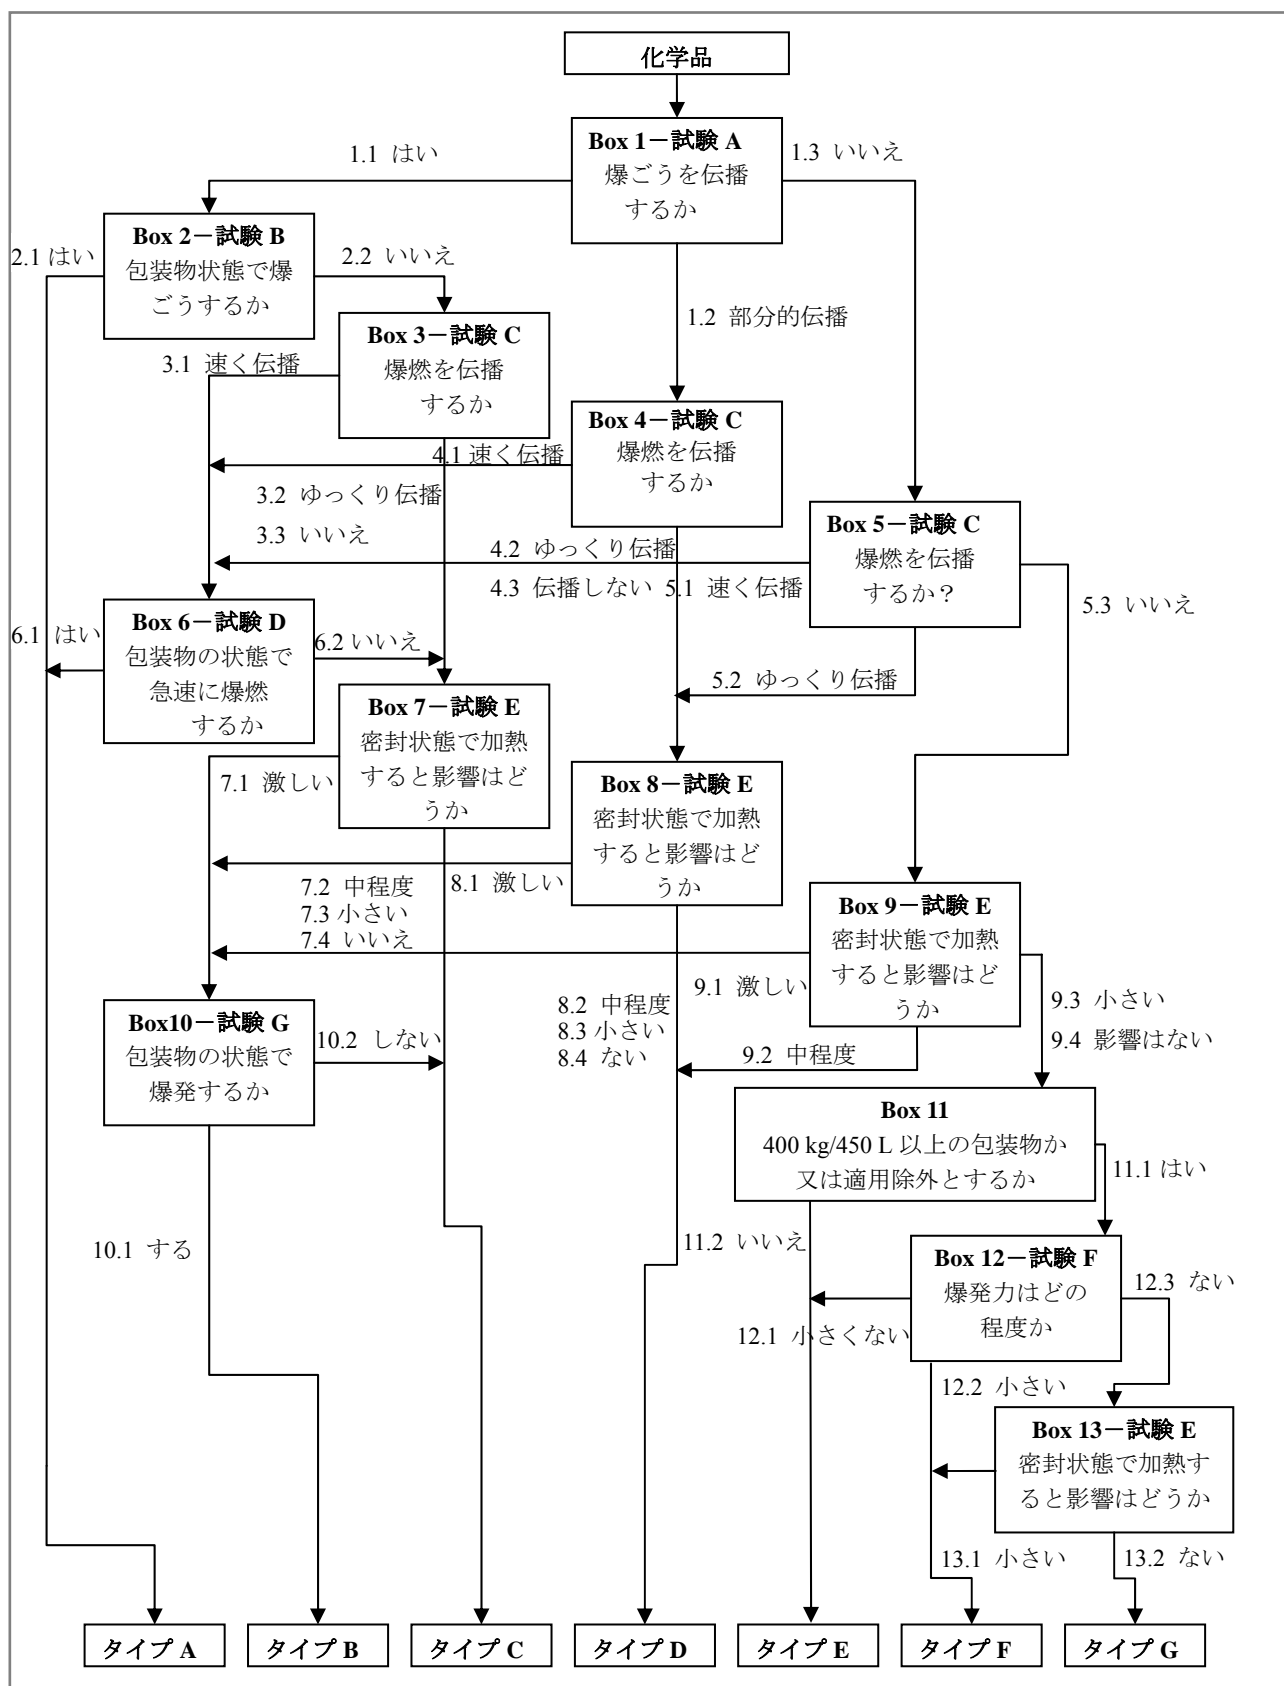 化学品
Box 1－試験 A
爆ごうを伝播
するか
1.1 はい
1.3 いいえ
Box 2－試験 B
包装物状態で爆
ごうするか
2.1 はい
2.2 いいえ
1.2 部分的伝播
Box 3－試験 C
爆燃を伝播
するか
3.1 速く伝播
Box 4－試験 C
爆燃を伝播
するか
4.1 速く伝播
3.2 ゆっくり伝播
3.3 いいえ
Box 5－試験 C
爆燃を伝播
するか？
4.2 ゆっくり伝播
4.3 伝播しない
5.1 速く伝播
5.3 いいえ
Box 6－試験 D
包装物の状態で
急速に爆燃
するか
6.1 はい
6.2 いいえ
5.2 ゆっくり伝播
Box 7－試験 E
密封状態で加熱
すると影響はど
うか
7.1 激しい
Box 8－試験 E
密封状態で加熱
すると影響はど
うか
8.1 激しい
7.2 中程度
7.3 小さい
7.4 いいえ
Box 9－試験 E
密封状態で加熱
すると影響はど
うか
9.1 激しい
8.2 中程度
8.3 小さい
8.4 ない
9.3 小さい
9.4 影響はない
9.2 中程度
Box10－試験 G
包装物の状態で
爆発するか
10.2 しない
Box 11
400 kg/450 L 以上の包装物か
又は適用除外とするか
11.1 はい
10.1 する
11.2 いいえ
Box 12－試験 F
爆発力はどの
程度か
12.3 ない
12.1 小さくない
12.2 小さい
Box 13－試験 E
密封状態で加熱す
ると影響はどうか
13.1 小さい
13.2 ない
タイプ A
タイプ B
タイプ C
タイプ D
タイプ E
タイプ F
タイプ G